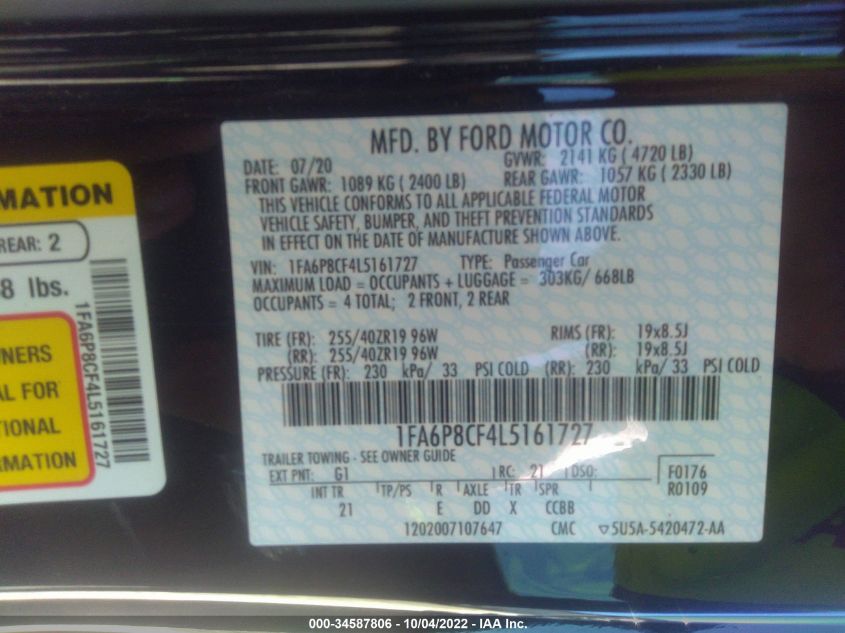 MATION
REAR: 2
8 lbs.
NERS
AL FOR
TIONAL
RMATION
1FA6P8CF4L5161727
MFD. BY FORD MOTOR CO.
DATE: 07/20 GVWR: 2141 KG ( 4720 LB)
FRONT GAWR: 1089 KG ( 2400 LB) REAR GAWR: 1057 KG ( 2330 LB)
THIS VEHICLE CONFORMS TO ALL APPLICABLE FEDERAL MOTOR
VEHICLE SAFETY, BUMPER, AND THEFT PREVENTION STANDARDS
IN EFFECT ON THE DATE OF MANUFACTURE SHOWN ABOVE.
VIN: 1FA6P8CF4L5161727 TYPE: Passenger Car
MAXIMUM LOAD = OCCUPANTS + LUGGAGE = 303KG/ 668LB
OCCUPANTS = 4 TOTAL; 2 FRONT, 2 REAR
TIRE (FR): 255/40ZR19 96W RIMS (FR): 19x8.5J
(RR): 255/40ZR19 96W (RR): 19x8.5J
PRESSURE (FR): 230 kPa/ 33 PSI COLD (RR): 230 kPa/ 33 PSI COLD
1FA6P8CF4L5161727
TRAILER TOWING - SEE OWNER GUIDE
EXT PNT: G1 RC: 21 DSO: F0176
INT TR TP/PS R AXLE TR SPR R0109
21 E DD X CCBB
1202007107647 CMC ▽5U5A-5420472-AA
000-34587806 - 10/04/2022 - IAA Inc.